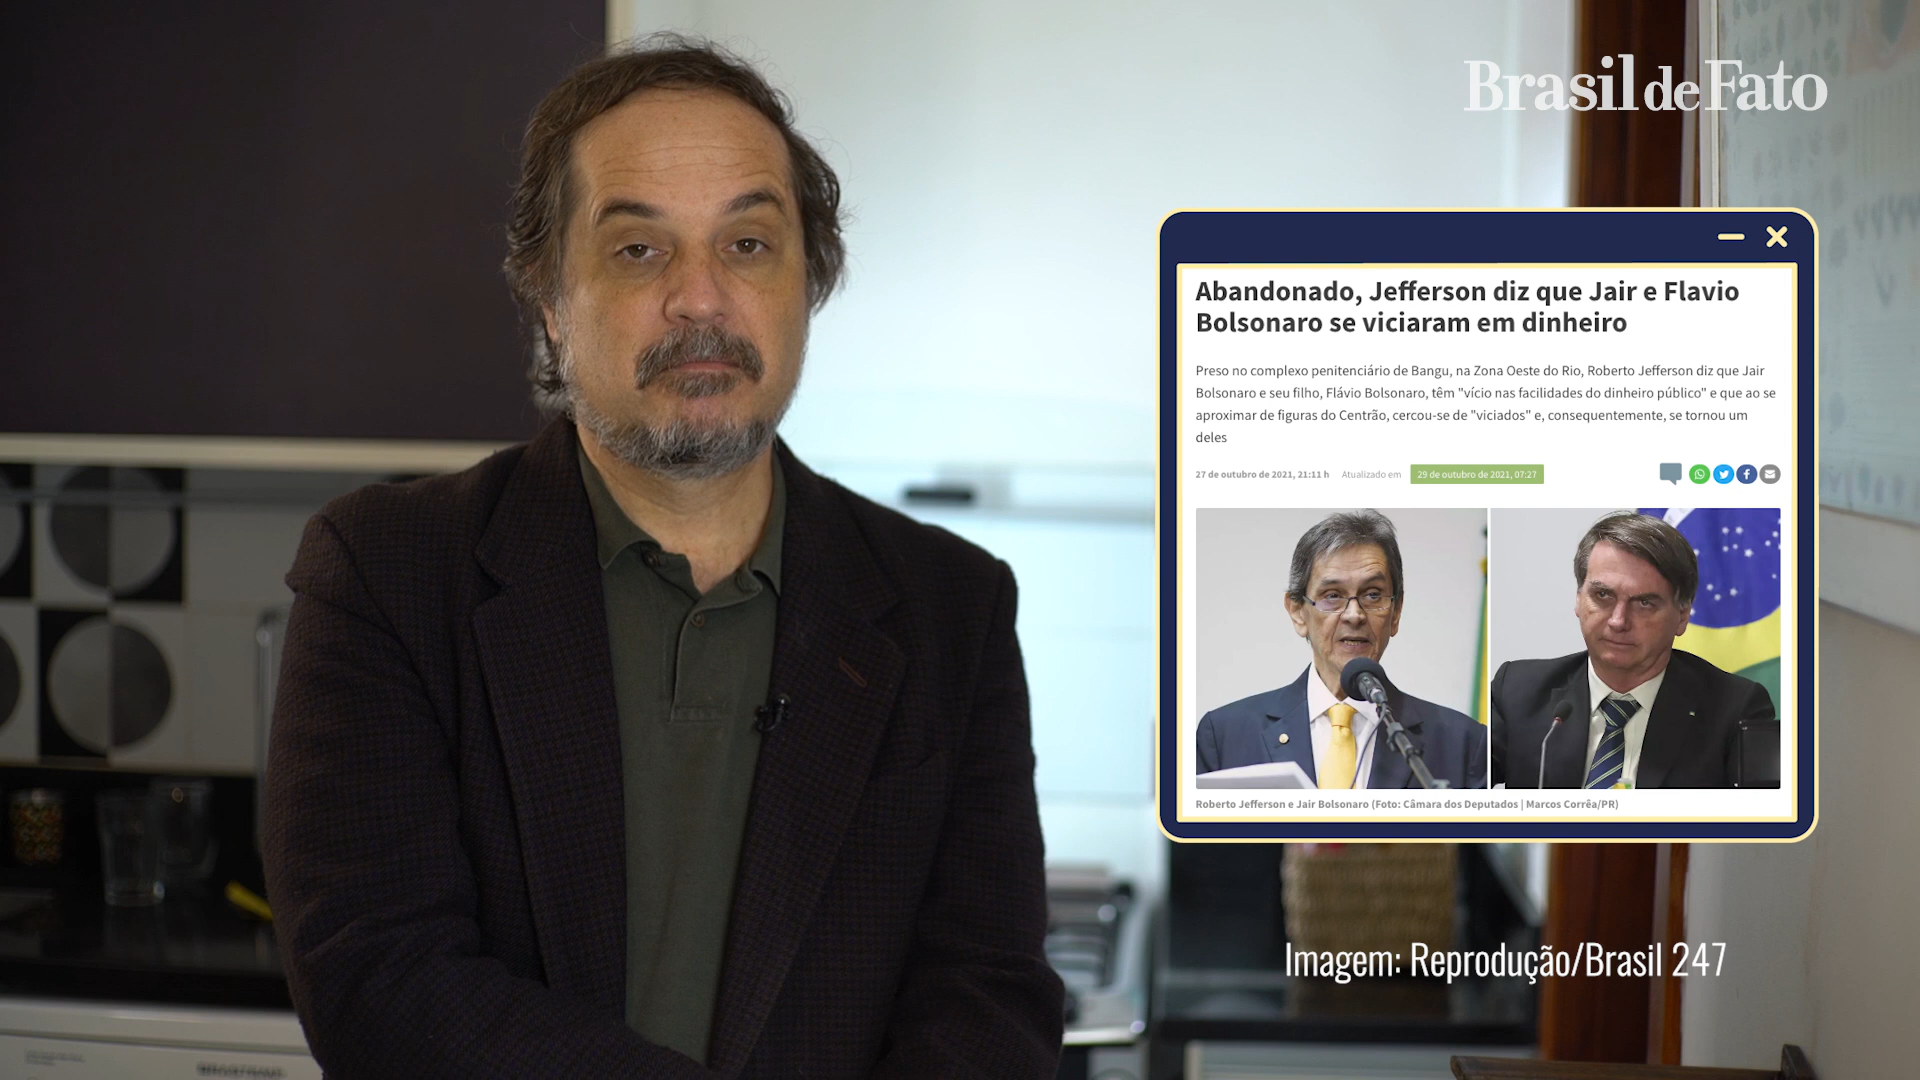 Brasil de Fato
Abandonado, Jefferson diz que Jair e Flavio
Bolsonaro se viciaram em dinheiro
Preso no complexo penitenciário de Bangu, na Zona Oeste do Rio, Roberto Jefferson diz que Jair
Bolsonaro e seu filho, Flávio Bolsonaro, têm "vício nas facilidades do dinheiro público" e que ao se
aproximar de figuras do Centrão, cercou-se de "viciados" e, consequentemente, se tornou um
deles
27 de outubro de 2021, 21:11 h Atualizado em 29 de outubro de 2021, 07:27
Roberto Jefferson e Jair Bolsonaro (Foto: Câmara dos Deputados | Marcos Corrêa/PR)
Imagem: Reprodução/Brasil 247